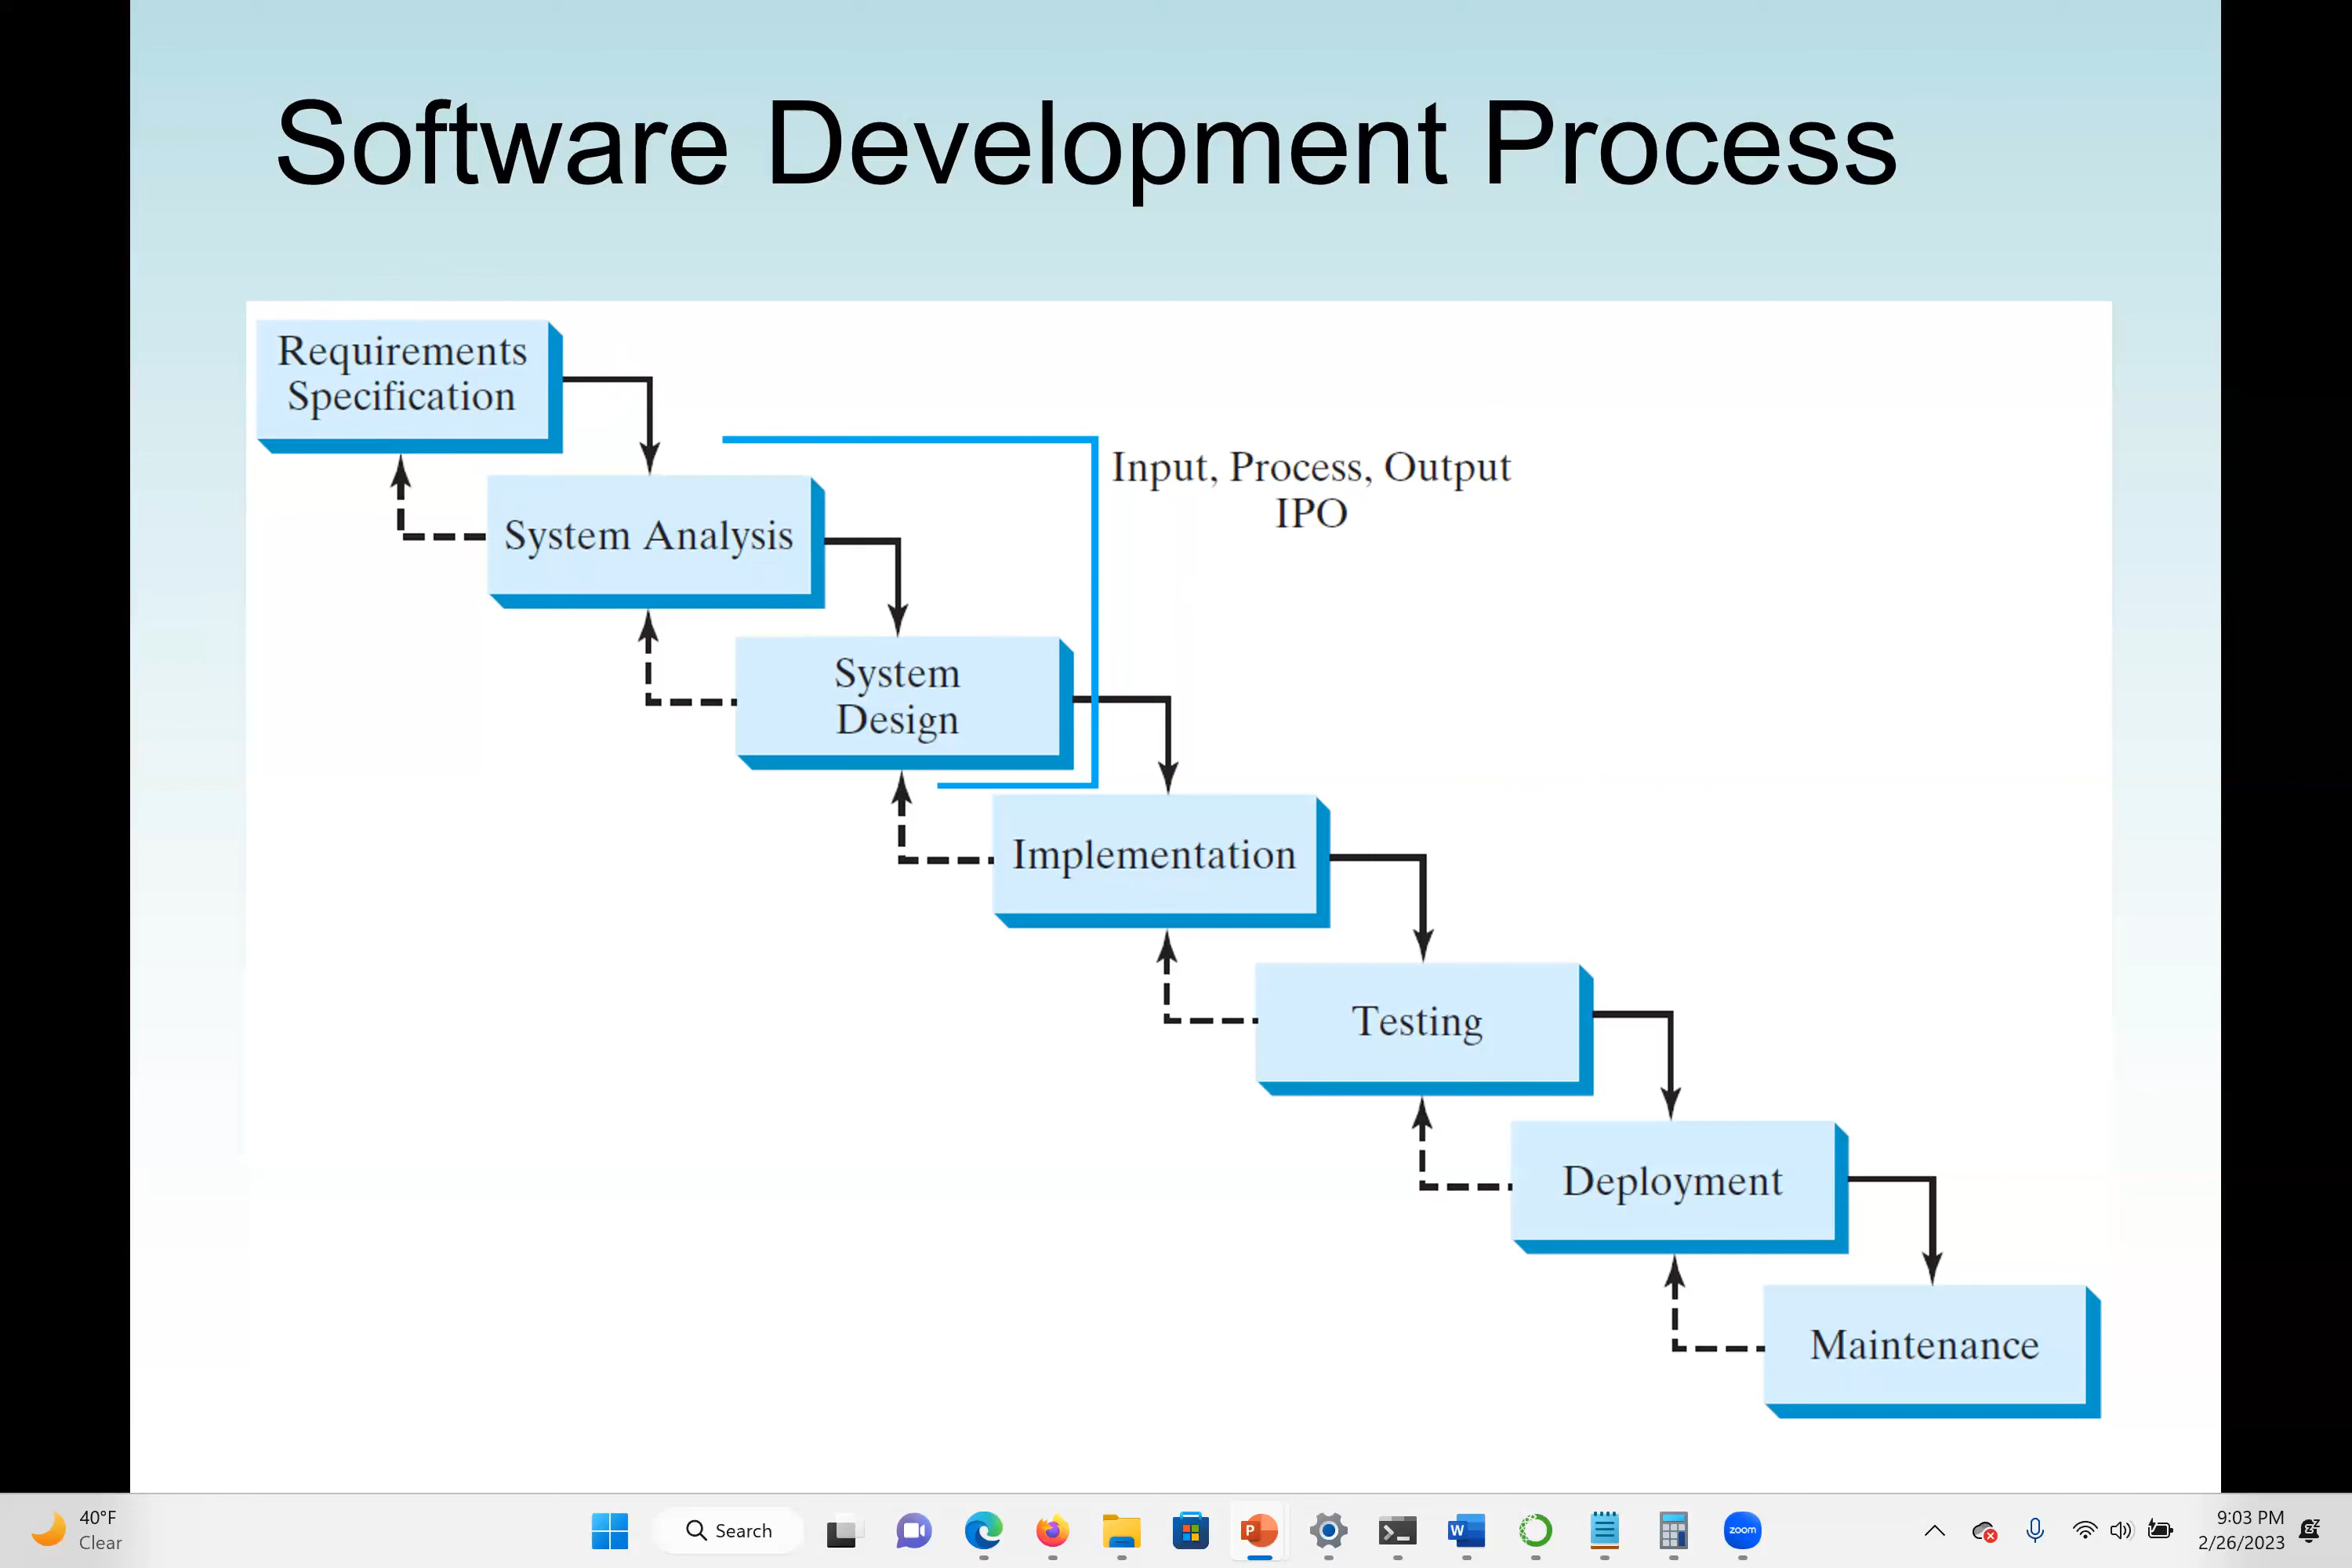 Software Development Process
Requirements
Specification
Input, Process, Output
IPO
System Analysis
System
Design
Implementation
Testing
Deployment
Maintenance
40°F
Clear
Search
P
W
zoom
9:03 PM
2/26/2023